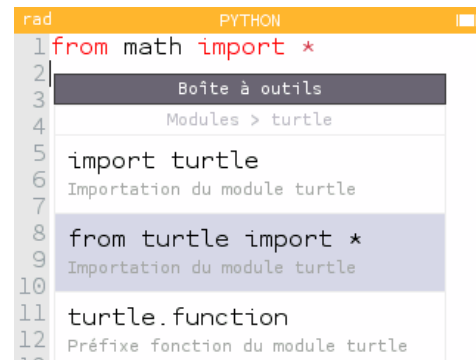 rad PYTHON
1 from math import *
2
3
4
5
6
7
8
9
10
11
12
Boîte à outils
Modules > turtle
import turtle
Importation du module turtle
from turtle import *
Importation du module turtle
turtle.function
Préfixe fonction du module turtle